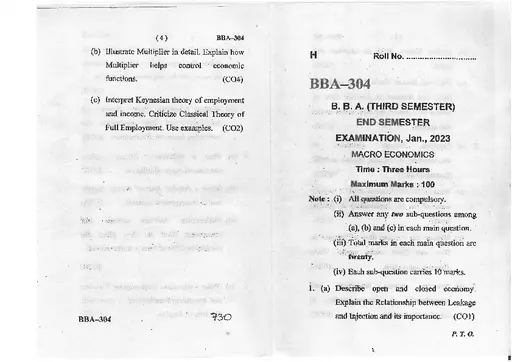 ( 4 ) BBA–304
(b) Illustrate Multiplier in detail. Explain how
Multiplier helps control economic
functions. (CO4)
(c) Interpret Keynesian theory of employment
and income. Criticize Classical Theory of
Full Employment. Use examples. (CO2)
BBA–304 730
H Roll No. ..............................
BBA–304
B. B. A. (THIRD SEMESTER)
END SEMESTER
EXAMINATION, Jan., 2023
MACRO ECONOMICS
Time : Three Hours
Maximum Marks : 100
Note : (i) All questions are compulsory.
(ii) Answer any two sub-questions among
(a), (b) and (c) in each main question.
(iii) Total marks in each main question are
twenty.
(iv) Each sub-question carries 10 marks.
1. (a) Describe open and closed economy.
Explain the Relationship between Leakage
and Injection and its importance. (CO1)
P. T. O.